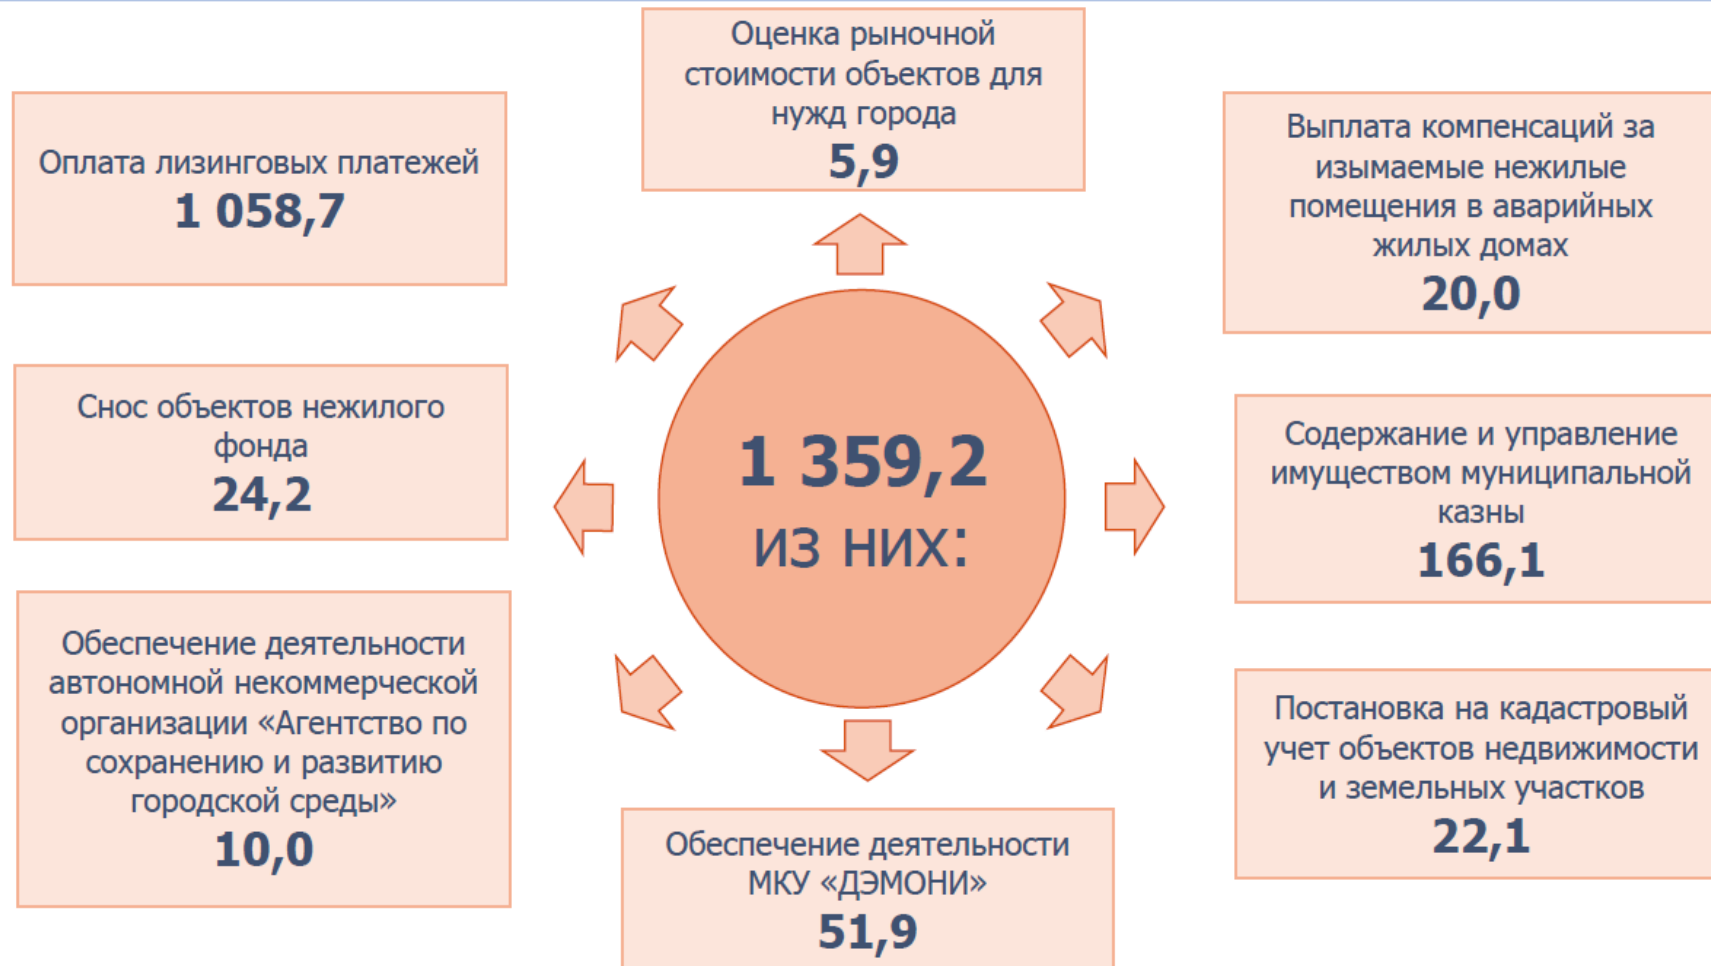 Оценка рыночной
стоимости объектов для
нужд города
5,9
Оплата лизинговых платежей
1 058,7
Выплата компенсаций за
изымаемые нежилые
помещения в аварийных
жилых домах
20,0
Снос объектов нежилого
фонда
24,2
1 359,2
из них:
Содержание и управление
имуществом муниципальной
казны
166,1
Обеспечение деятельности
автономной некоммерческой
организации «Агентство по
сохранению и развитию
городской среды»
10,0
Постановка на кадастровый
учет объектов недвижимости
и земельных участков
22,1
Обеспечение деятельности
МКУ «ДЭМОНИ»
51,9